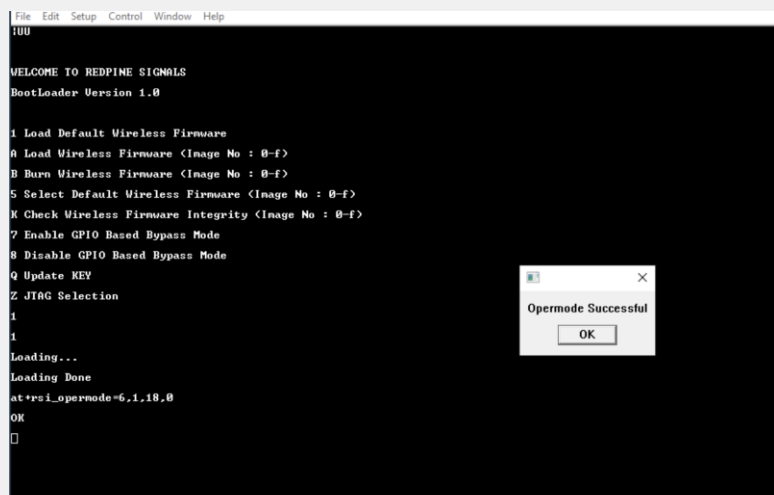 File Edit Setup Control Window Help
WELCOME TO REDPINE SIGNALS
BootLoader Version 1.0
1 Load Default Wireless Firmware
A Load Wireless Firmware (Image No : 0-f)
B Burn Wireless Firmware (Image No : 0-f)
5 Select Default Wireless Firmware (Image No : 0-f)
K Check Wireless Firmware Integrity (Image No : 0-f)
7 Enable GPIO Based Bypass Mode
8 Disable GPIO Based Bypass Mode
Q Update KEY
Z JTAG Selection
1
1
Loading...
Loading Done
at+rsi_opermode=6,1,18,0
OK
Opermode Successful
OK